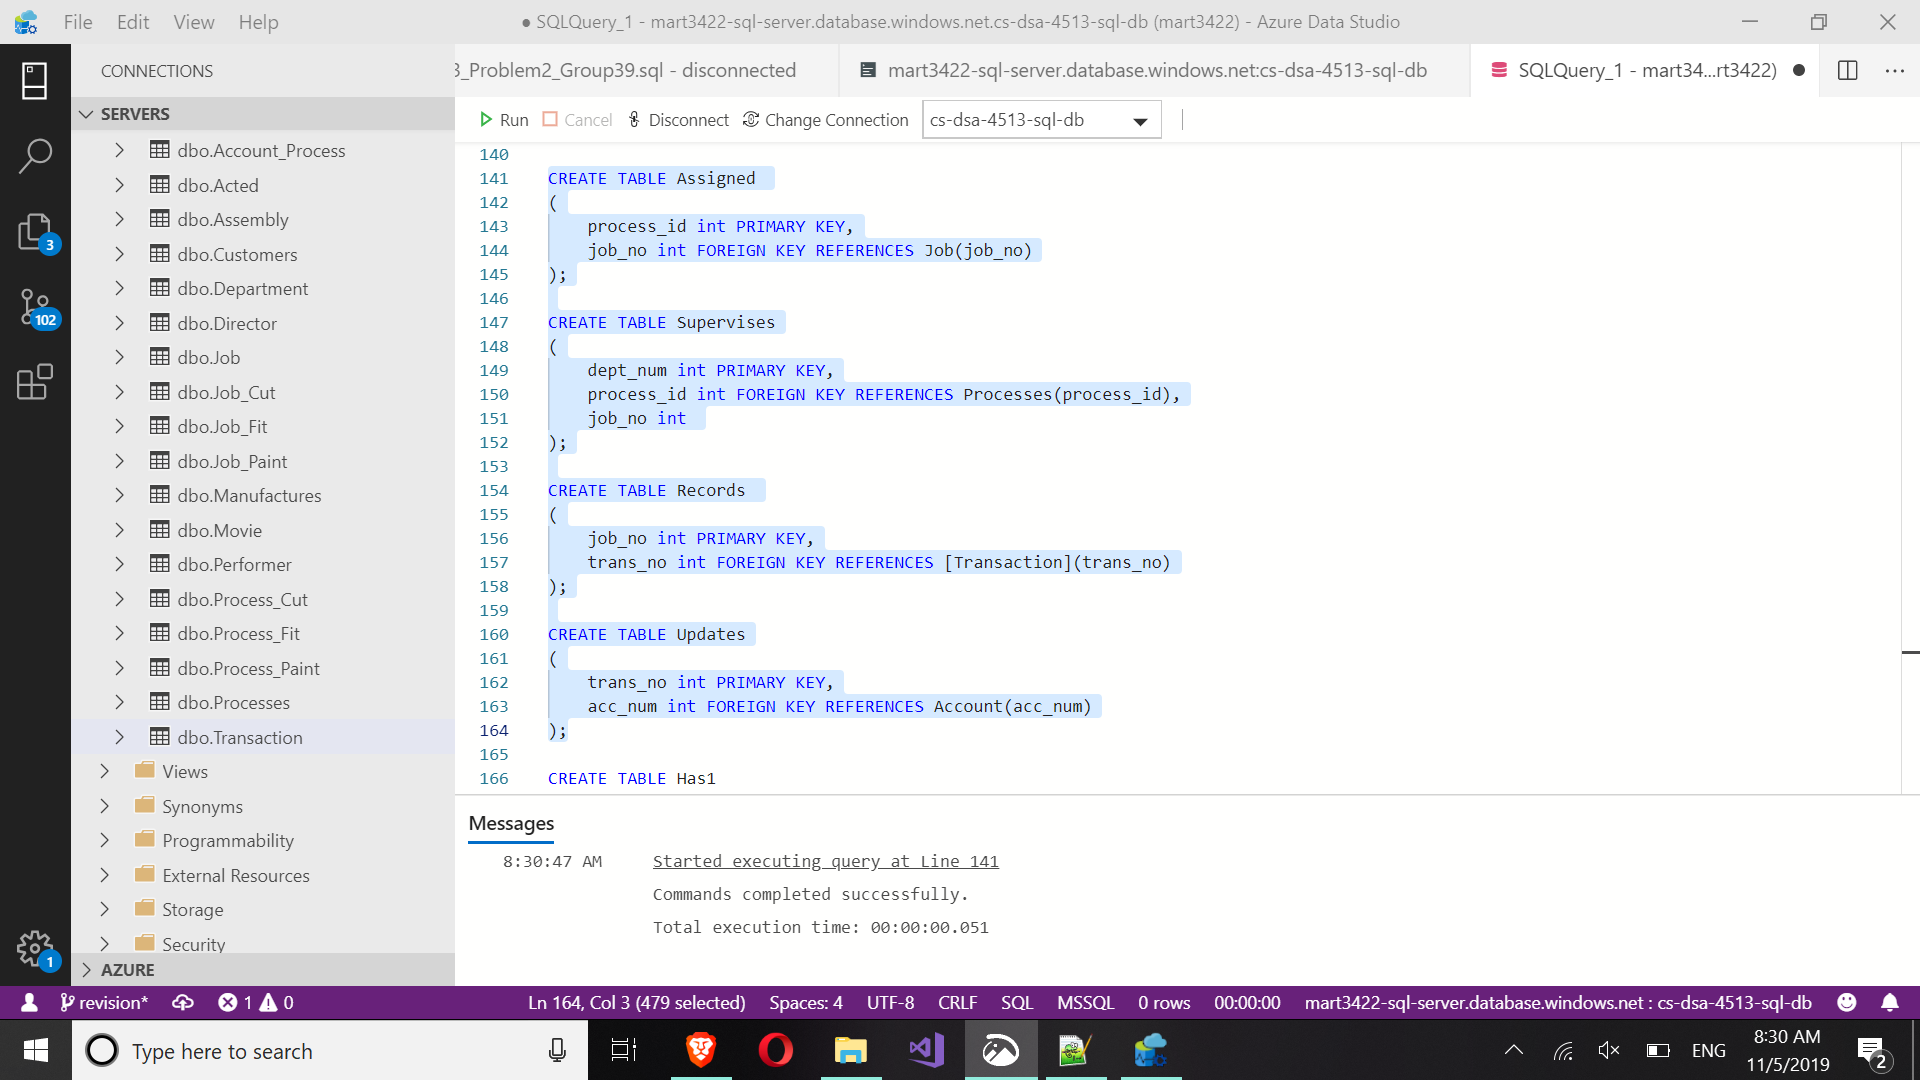 File Edit View Help
● SQLQuery_1 - mart3422-sql-server.database.windows.net.cs-dsa-4513-sql-db (mart3422) - Azure Data Studio
CONNECTIONS
3_Problem2_Group39.sql - disconnected
mart3422-sql-server.database.windows.net:cs-dsa-4513-sql-db
SQLQuery_1 - mart34...rt3422) ●
SERVERS
Run Cancel Disconnect Change Connection cs-dsa-4513-sql-db
dbo.Account_Process
dbo.Acted
dbo.Assembly
dbo.Customers
dbo.Department
dbo.Director
dbo.Job
dbo.Job_Cut
dbo.Job_Fit
dbo.Job_Paint
dbo.Manufactures
dbo.Movie
dbo.Performer
dbo.Process_Cut
dbo.Process_Fit
dbo.Process_Paint
dbo.Processes
dbo.Transaction
Views
Synonyms
Programmability
External Resources
Storage
Security
AZURE
3
102
1
140
141 CREATE TABLE Assigned
142 (
143 process_id int PRIMARY KEY,
144 job_no int FOREIGN KEY REFERENCES Job(job_no)
145 );
146
147 CREATE TABLE Supervises
148 (
149 dept_num int PRIMARY KEY,
150 process_id int FOREIGN KEY REFERENCES Processes(process_id),
151 job_no int
152 );
153
154 CREATE TABLE Records
155 (
156 job_no int PRIMARY KEY,
157 trans_no int FOREIGN KEY REFERENCES [Transaction](trans_no)
158 );
159
160 CREATE TABLE Updates
161 (
162 trans_no int PRIMARY KEY,
163 acc_num int FOREIGN KEY REFERENCES Account(acc_num)
164 );
165
166 CREATE TABLE Has1
Messages
8:30:47 AM Started executing query at Line 141
Commands completed successfully.
Total execution time: 00:00:00.051
revision* 1 0 Ln 164, Col 3 (479 selected) Spaces: 4 UTF-8 CRLF SQL MSSQL 0 rows 00:00:00 mart3422-sql-server.database.windows.net : cs-dsa-4513-sql-db
Type here to search
ENG
8:30 AM
11/5/2019
2